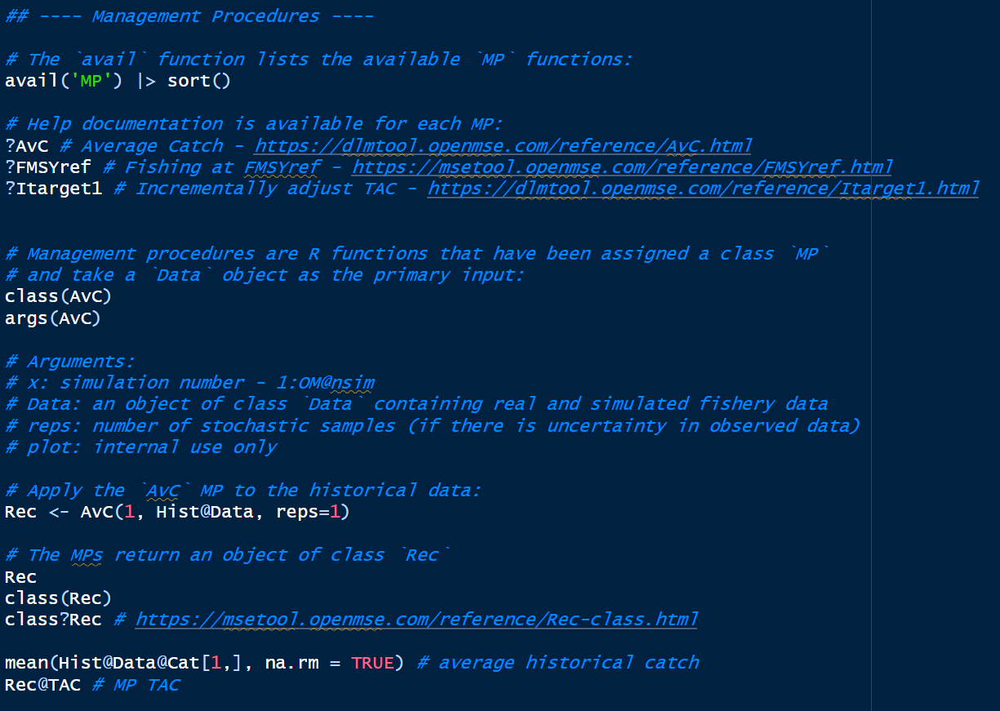 ## ---- Management Procedures ----
# The `avail` function lists the available `MP` functions:
avail('MP') |> sort()
# Help documentation is available for each MP:
?AvC # Average Catch - https://dlmtool.openmse.com/reference/AvC.html
?FMSYref # Fishing at FMSYref - https://msetool.openmse.com/reference/FMSYref.html
?Itarget1 # Incrementally adjust TAC - https://dlmtool.openmse.com/reference/Itarget1.html
# Management procedures are R functions that have been assigned a class `MP`
# and take a `Data` object as the primary input:
class(AvC)
args(AvC)
# Arguments:
# x: simulation number - 1:OM@nsim
# Data: an object of class `Data` containing real and simulated fishery data
# reps: number of stochastic samples (if there is uncertainty in observed data)
# plot: internal use only
# Apply the `AvC` MP to the historical data:
Rec <- AvC(1, Hist@Data, reps=1)
# The MPs return an object of class `Rec`
Rec
class(Rec)
class?Rec # https://msetool.openmse.com/reference/Rec-class.html
mean(Hist@Data@Cat[1,], na.rm = TRUE) # average historical catch
Rec@TAC # MP TAC